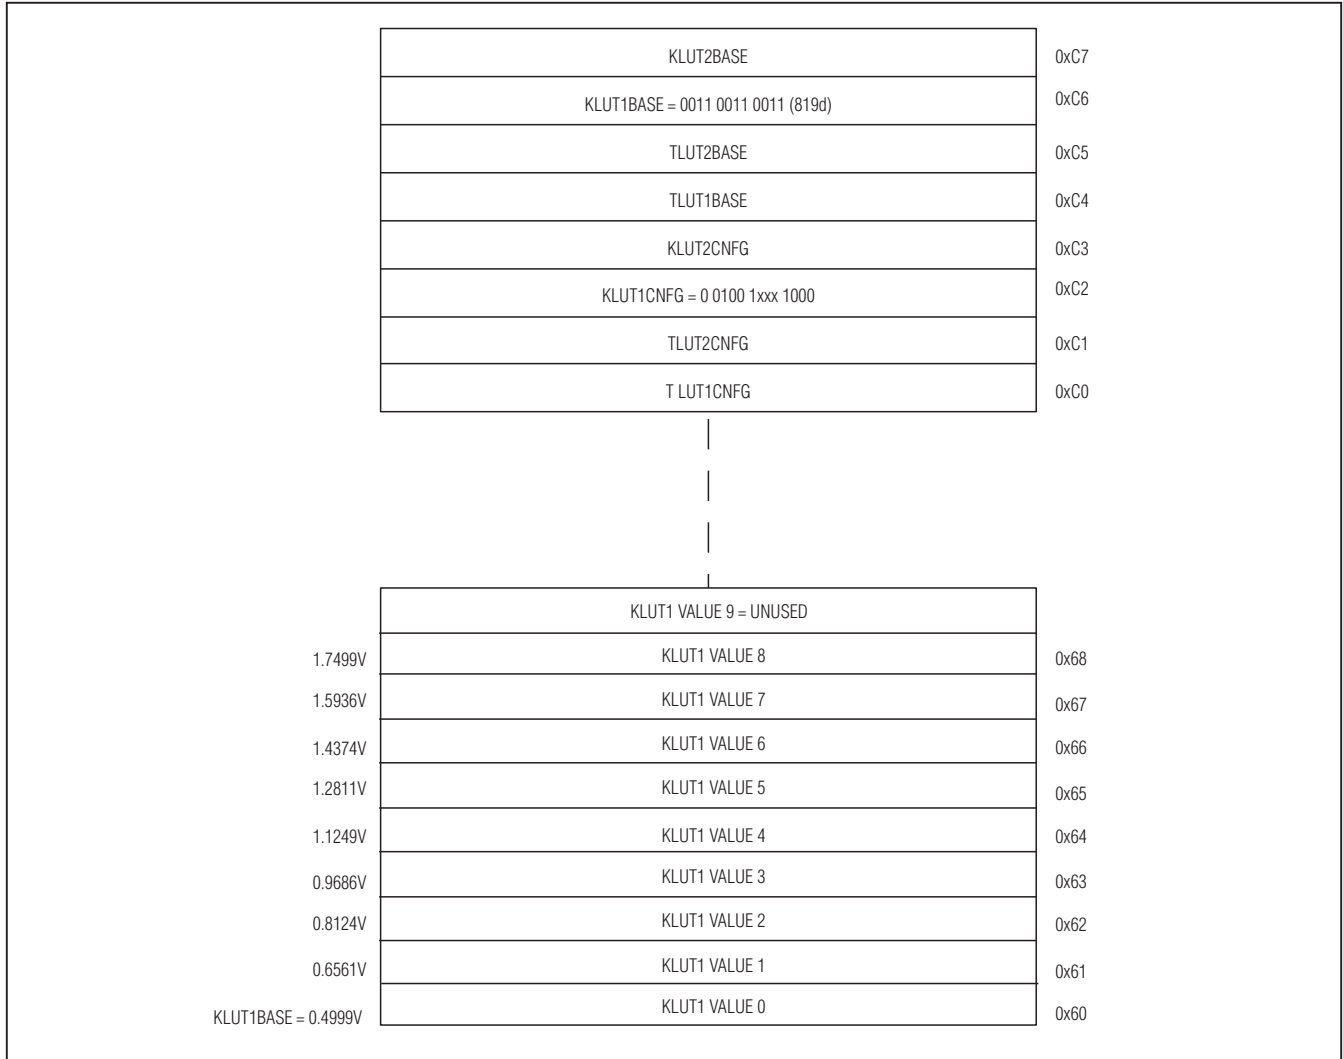 KLUT2BASE 0xC7
KLUT1BASE = 0011 0011 0011 (819d) 0xC6
TLUT2BASE 0xC5
TLUT1BASE 0xC4
KLUT2CNFG 0xC3
KLUT1CNFG = 0 0100 1xxx 1000 0xC2
TLUT2CNFG 0xC1
T LUT1CNFG 0xC0
KLUT1 VALUE 9 = UNUSED
1.7499V KLUT1 VALUE 8 0x68
1.5936V KLUT1 VALUE 7 0x67
1.4374V KLUT1 VALUE 6 0x66
1.2811V KLUT1 VALUE 5 0x65
1.1249V KLUT1 VALUE 4 0x64
0.9686V KLUT1 VALUE 3 0x63
0.8124V KLUT1 VALUE 2 0x62
0.6561V KLUT1 VALUE 1 0x61
KLUT1BASE = 0.4999V KLUT1 VALUE 0 0x60